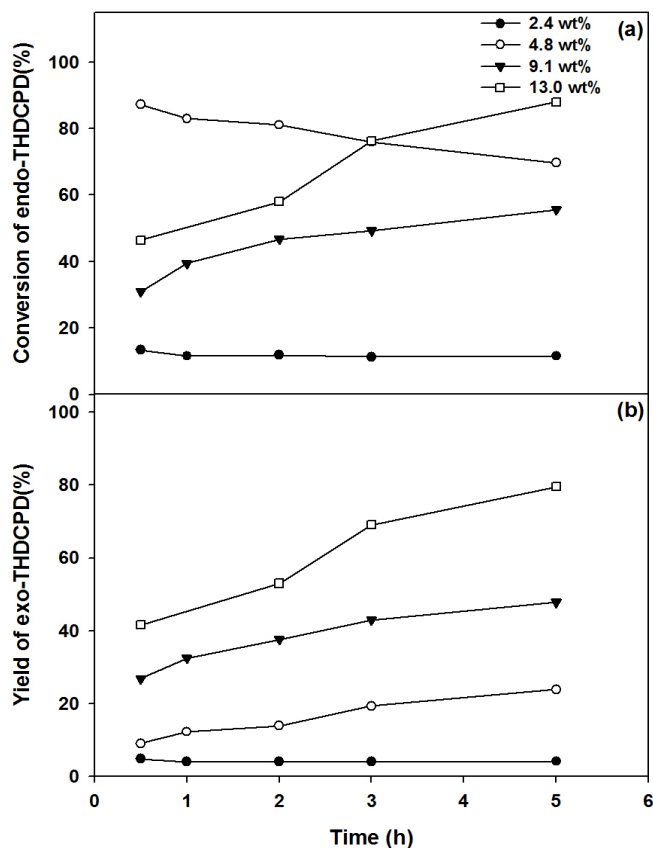 (a)
2.4 wt%
4.8 wt%
9.1 wt%
13.0 wt%
Conversion of endo-THDCPD(%)
100
80
60
40
20
0
(b)
Yield of exo-THDCPD(%)
100
80
60
40
20
0
0 1 2 3 4 5 6
Time (h)